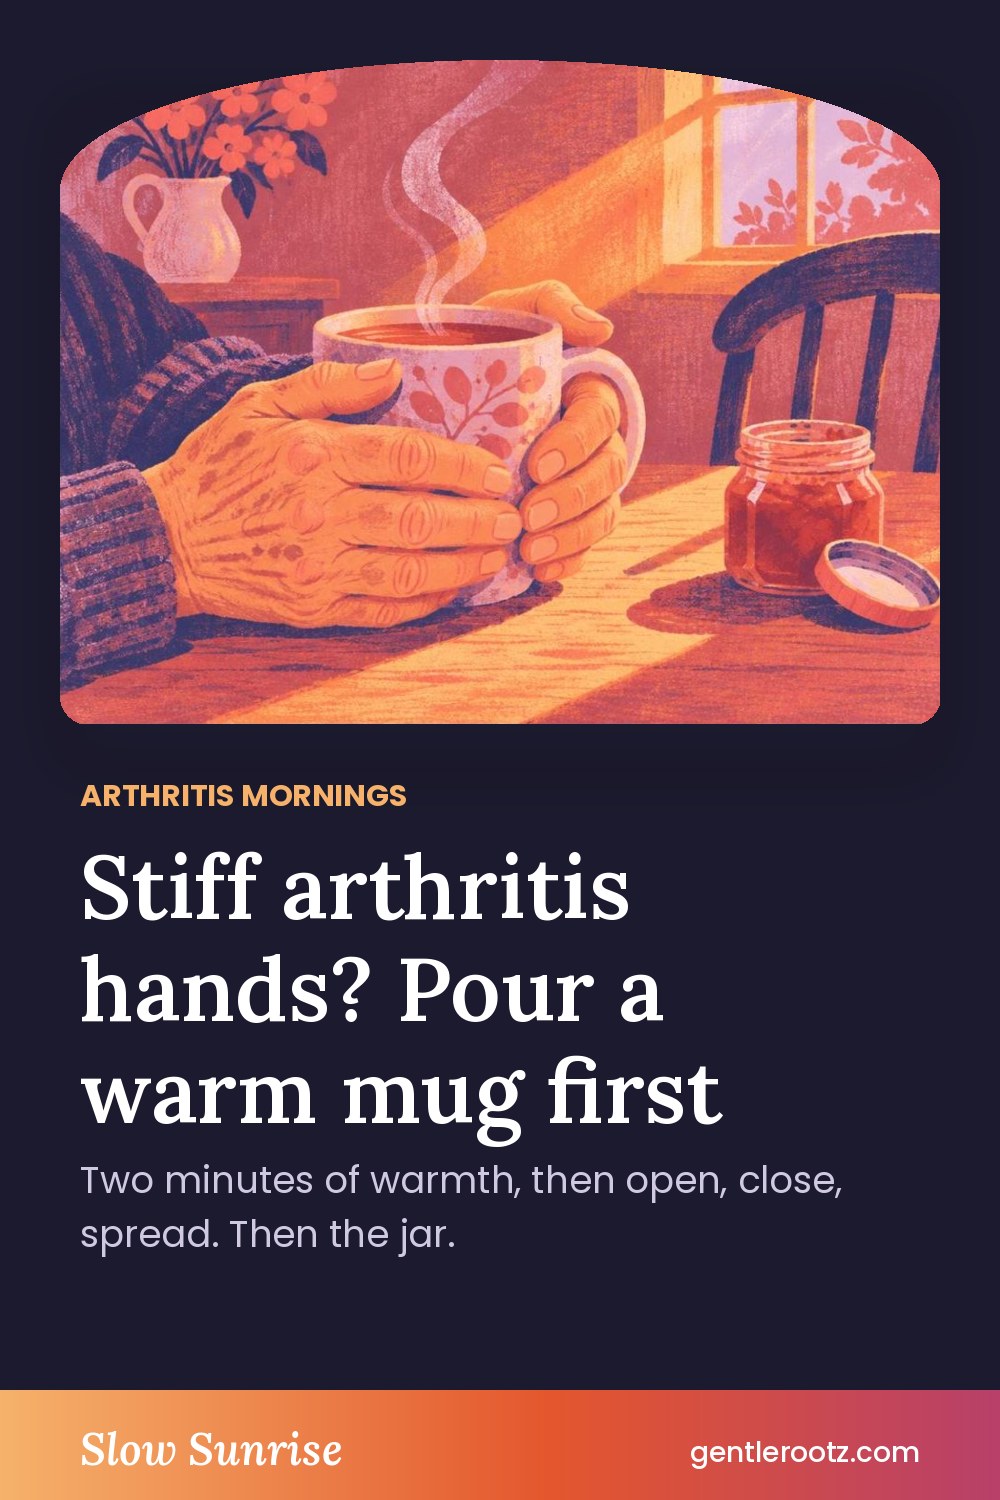 ARTHRITIS MORNINGS
Stiff arthritis
hands? Pour a
warm mug first
Two minutes of warmth, then open, close,
spread. Then the jar.
Slow Sunrise
gentlerootz.com